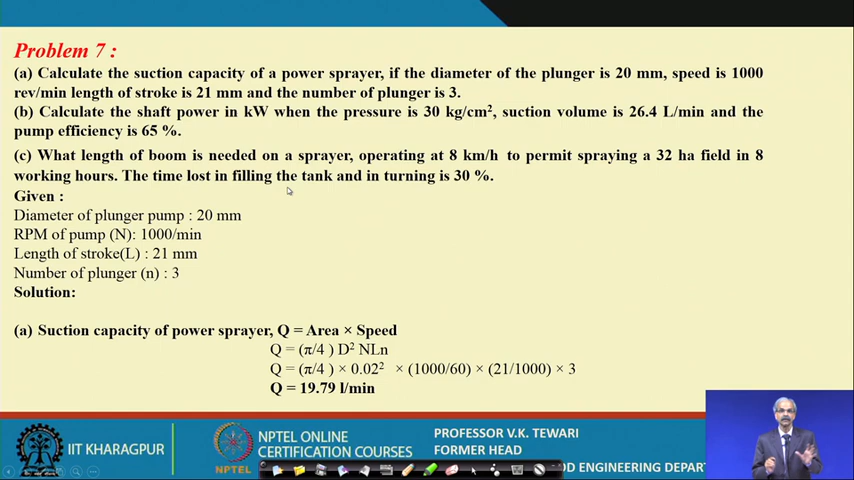 Problem 7 :
(a) Calculate the suction capacity of a power sprayer, if the diameter of the plunger is 20 mm, speed is 1000
rev/min length of stroke is 21 mm and the number of plunger is 3.
(b) Calculate the shaft power in kW when the pressure is 30 kg/cm², suction volume is 26.4 L/min and the
pump efficiency is 65 %.
(c) What length of boom is needed on a sprayer, operating at 8 km/h to permit spraying a 32 ha field in 8
working hours. The time lost in filling the tank and in turning is 30 %.
Given :
Diameter of plunger pump : 20 mm
RPM of pump (N): 1000/min
Length of stroke(L) : 21 mm
Number of plunger (n) : 3
Solution:
(a) Suction capacity of power sprayer, Q = Area × Speed
Q = (π/4 ) D² NLn
Q = (π/4 ) × 0.02² × (1000/60) × (21/1000) × 3
Q = 19.79 l/min
IIT KHARAGPUR
NPTEL
NPTEL ONLINE
CERTIFICATION COURSES
PROFESSOR V.K. TEWARI
FORMER HEAD
OD ENGINEERING DEPAR